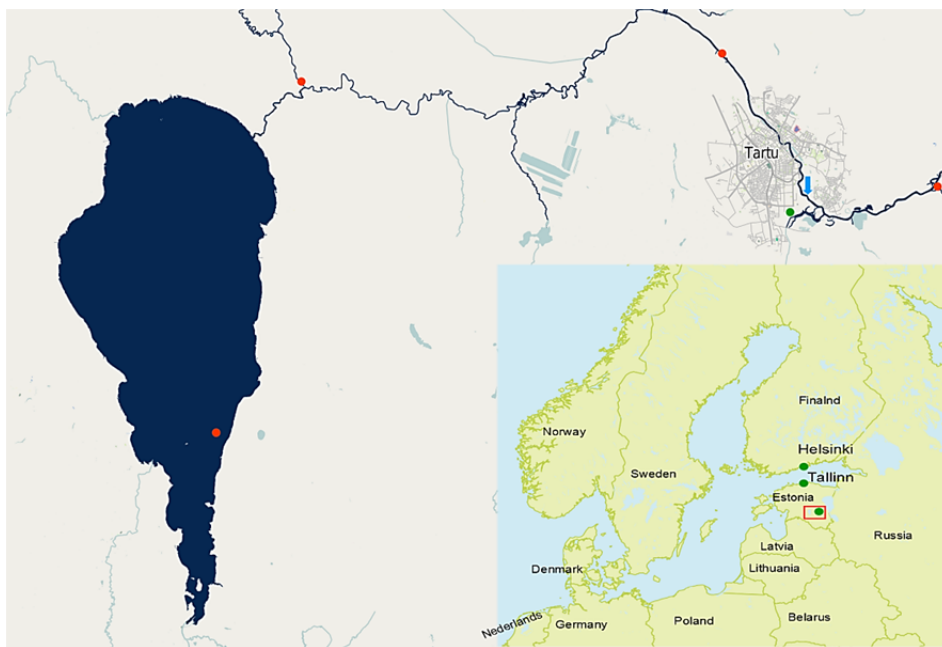 Tartu
Finalnd
Norway
Helsinki
Sweden
Tallinn
Estonia
Russia
Latvia
Denmark
Lithuania
Nederlands
Germany
Poland
Belarus